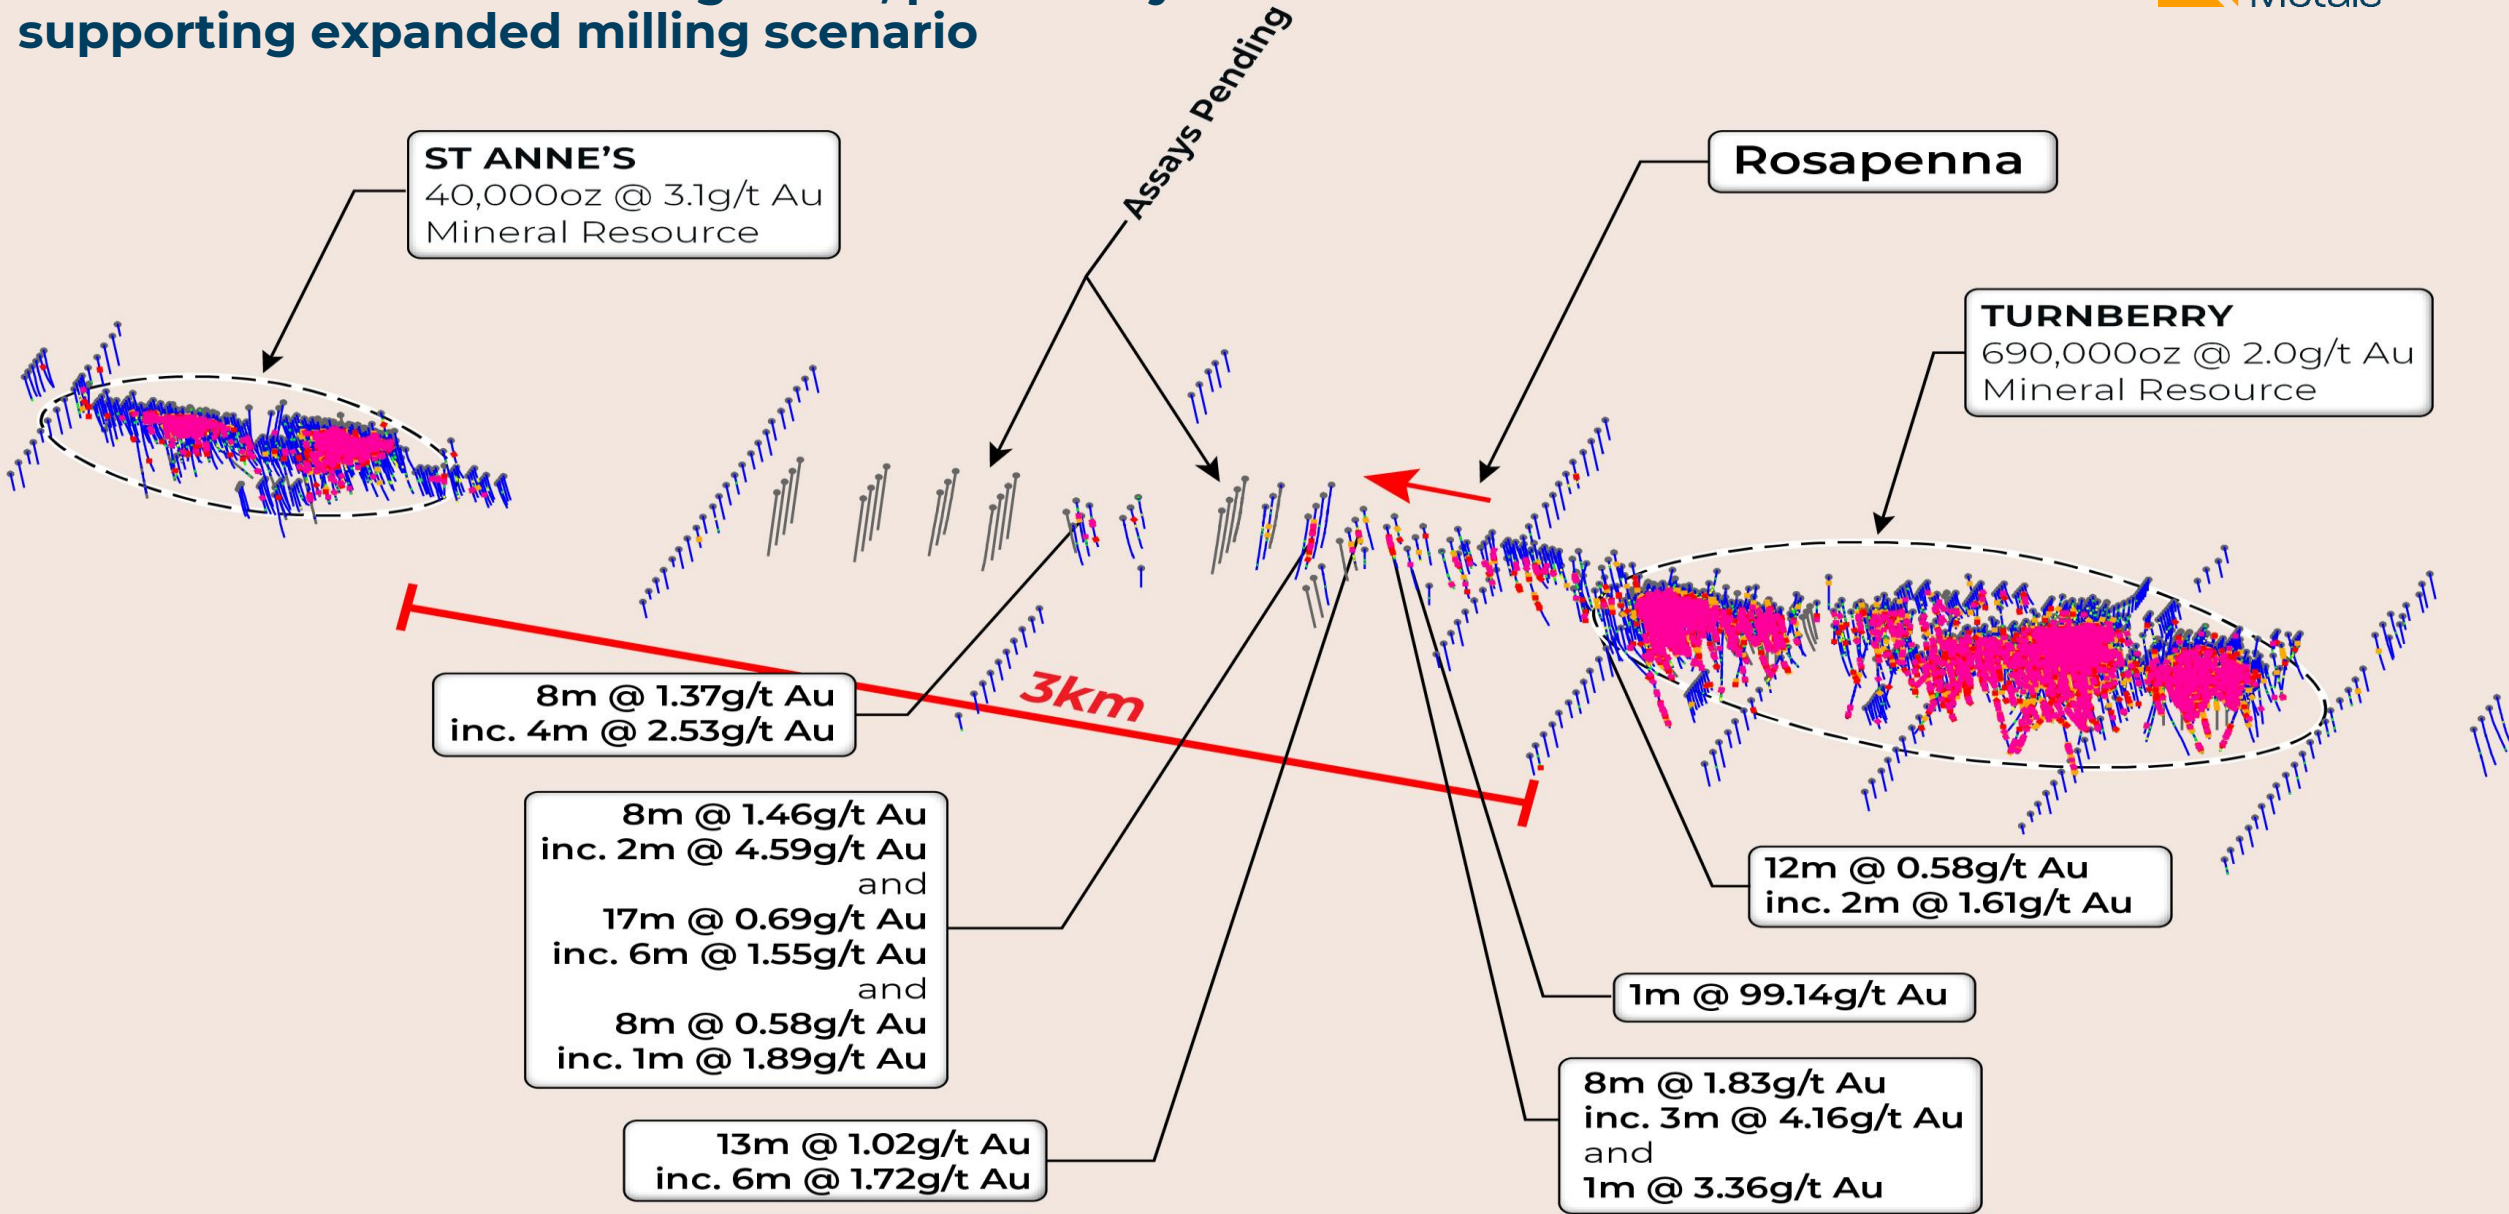 supporting expanded milling scenario
Assays Pending
ST ANNE’S
40,000oz @ 3.1g/t Au
Mineral Resource
Rosapenna
TURNBERRY
690,000oz @ 2.0g/t Au
Mineral Resource
3km
8m @ 1.37g/t Au
inc. 4m @ 2.53g/t Au
8m @ 1.46g/t Au
inc. 2m @ 4.59g/t Au
and
17m @ 0.69g/t Au
inc. 6m @ 1.55g/t Au
and
8m @ 0.58g/t Au
inc. 1m @ 1.89g/t Au
13m @ 1.02g/t Au
inc. 6m @ 1.72g/t Au
12m @ 0.58g/t Au
inc. 2m @ 1.61g/t Au
1m @ 99.14g/t Au
8m @ 1.83g/t Au
inc. 3m @ 4.16g/t Au
and
1m @ 3.36g/t Au